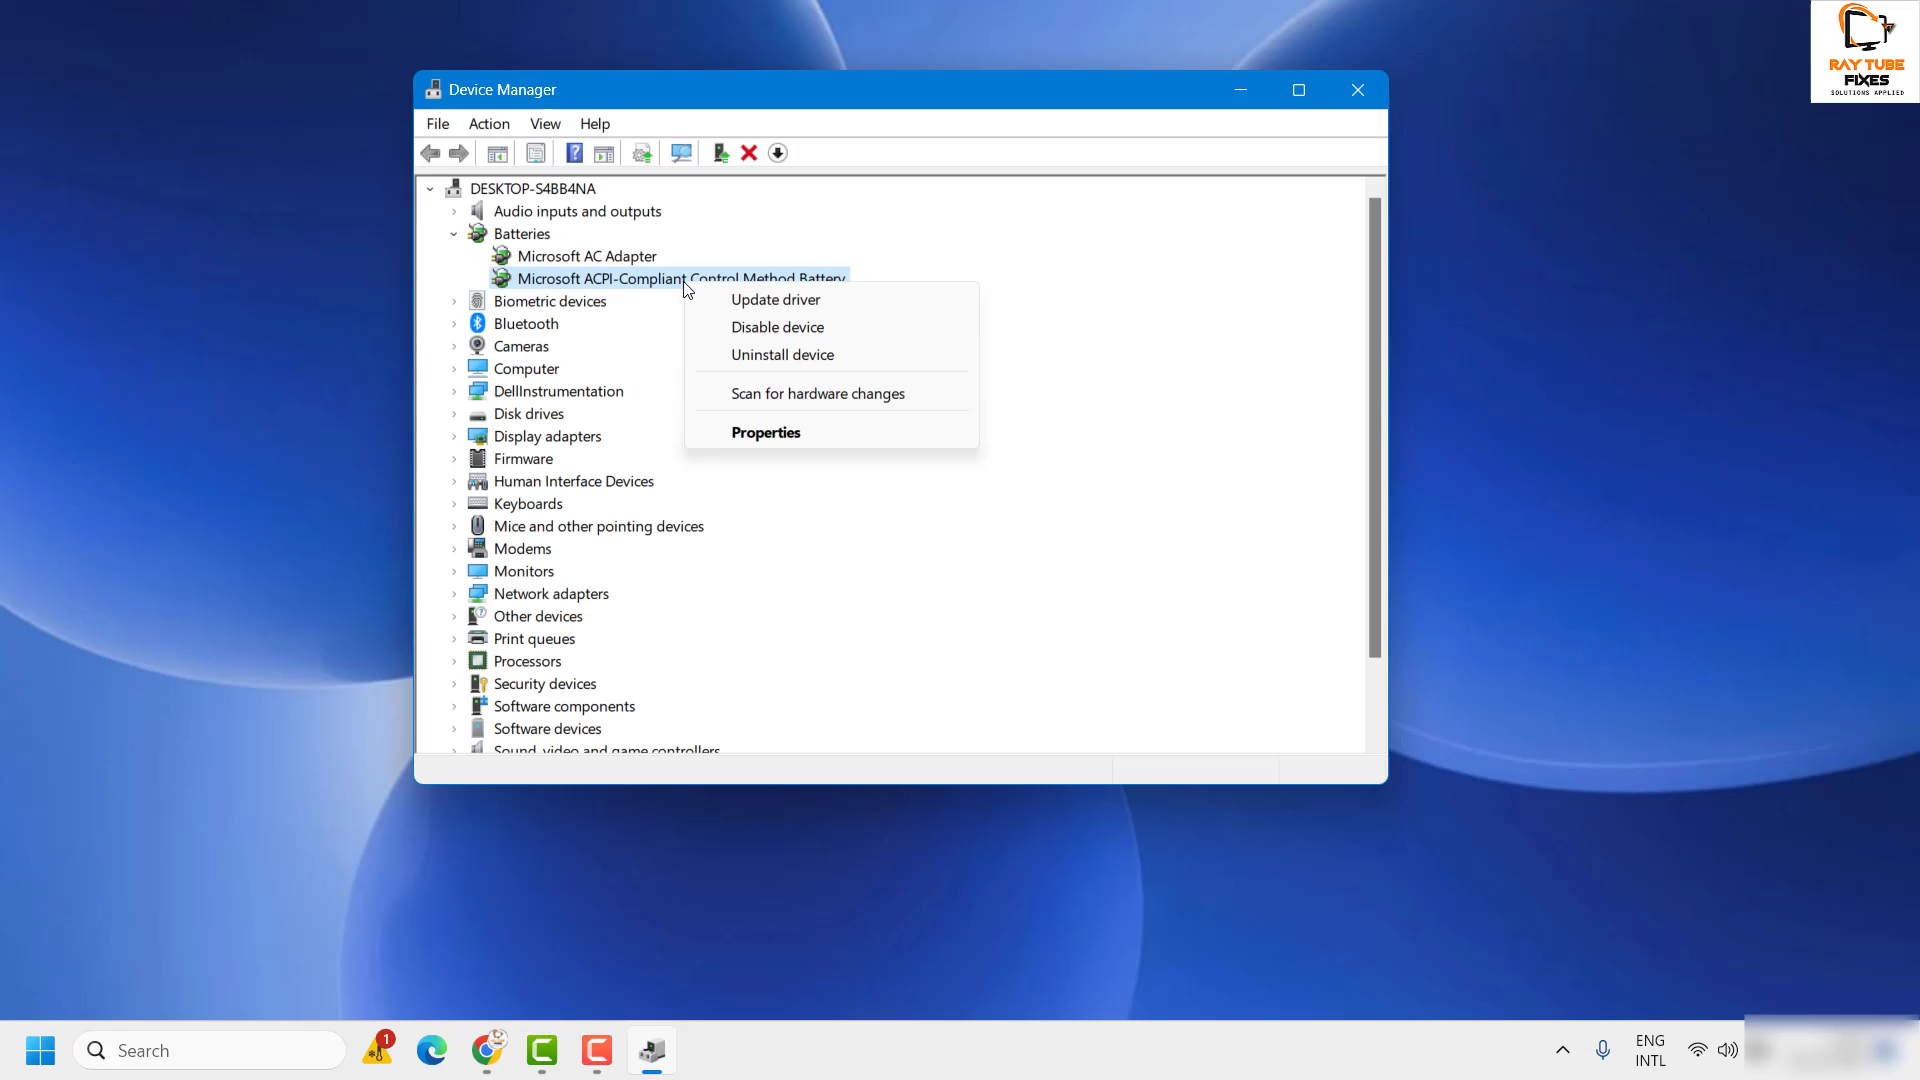 RAY TUBE
FIXES
SOLUTIONS APPLIED
Device Manager
File Action View Help
DESKTOP-S4BB4NA
Audio inputs and outputs
Batteries
Microsoft AC Adapter
Microsoft ACPI-Compliant Control Method Battery
Update driver
Disable device
Uninstall device
Scan for hardware changes
Properties
Biometric devices
Bluetooth
Cameras
Computer
DellInstrumentation
Disk drives
Display adapters
Firmware
Human Interface Devices
Keyboards
Mice and other pointing devices
Modems
Monitors
Network adapters
Other devices
Print queues
Processors
Security devices
Software components
Software devices
Sound, video and game controllers
Search
1
ENG
INTL